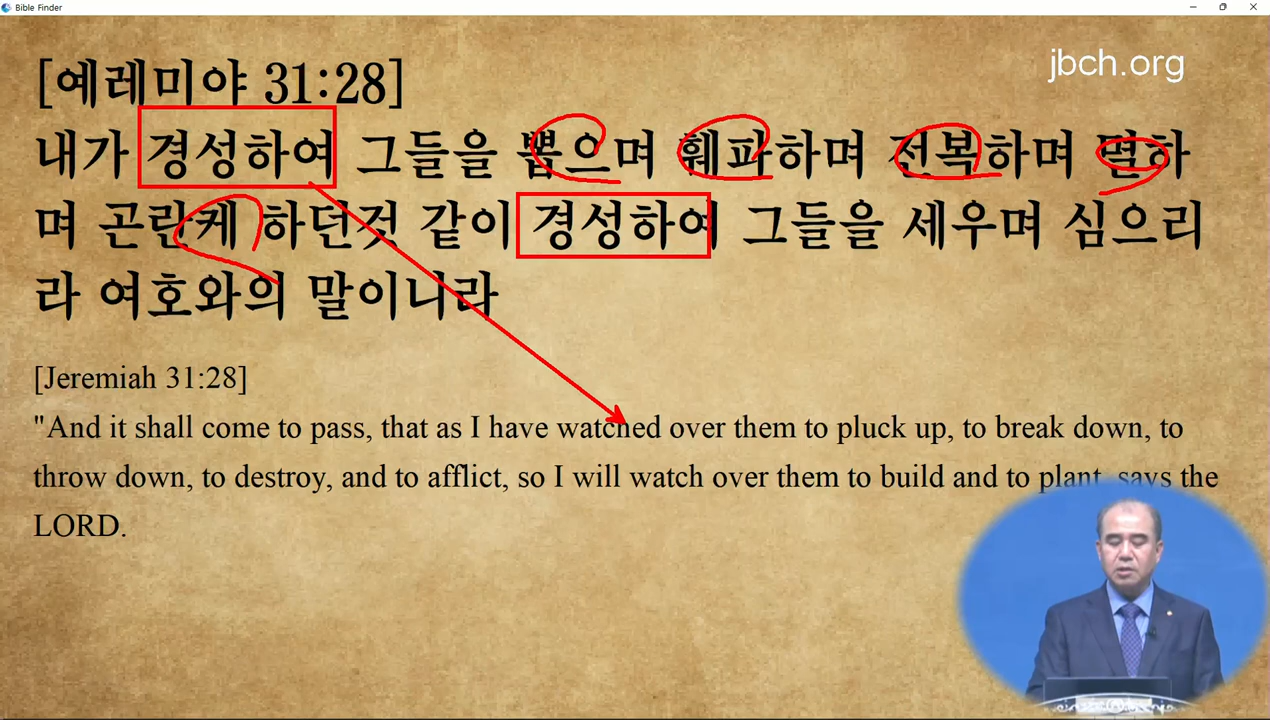 Bible Finder
jbch.org
[예레미야 31:28]
내가 경성하여 그들을 뽑으며 훼파하며 전복하며 멸하
며 곤란케 하던것 같이 경성하여 그들을 세우며 심으리
라 여호와의 말이니라
[Jeremiah 31:28]
"And it shall come to pass, that as I have watched over them to pluck up, to break down, to
throw down, to destroy, and to afflict, so I will watch over them to build and to plant, says the
LORD.